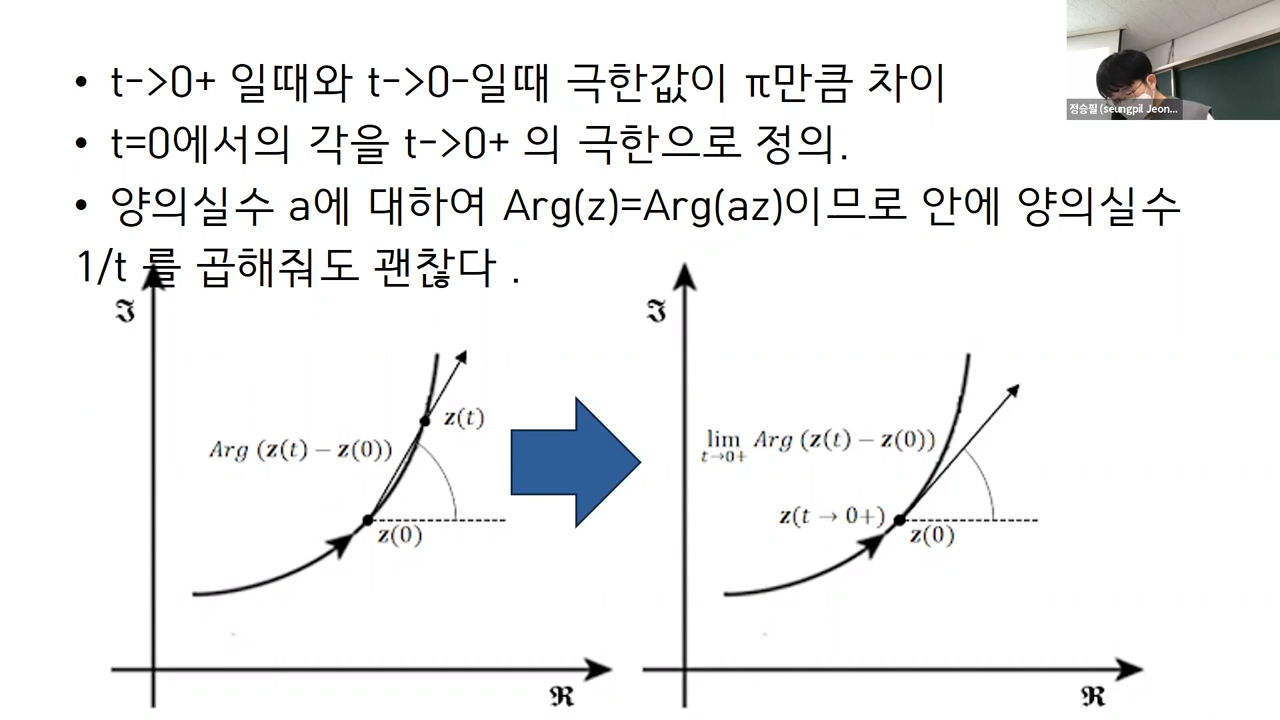 • t->0+ 일때와 t->0-일때 극한값이 π만큼 차이
• t=0에서의 각을 t->0+ 의 극한으로 정의.
• 양의실수 a에 대하여 Arg(z)=Arg(az)이므로 안에 양의실수
1/t 를 곱해줘도 괜찮다 .
정승필 (seungpil Jeon...
ℑ
z(t)
Arg (z(t) − z(0))
z(0)
ℜ
ℑ
lim Arg (z(t) − z(0))
t→0+
z(t → 0+)
z(0)
ℜ